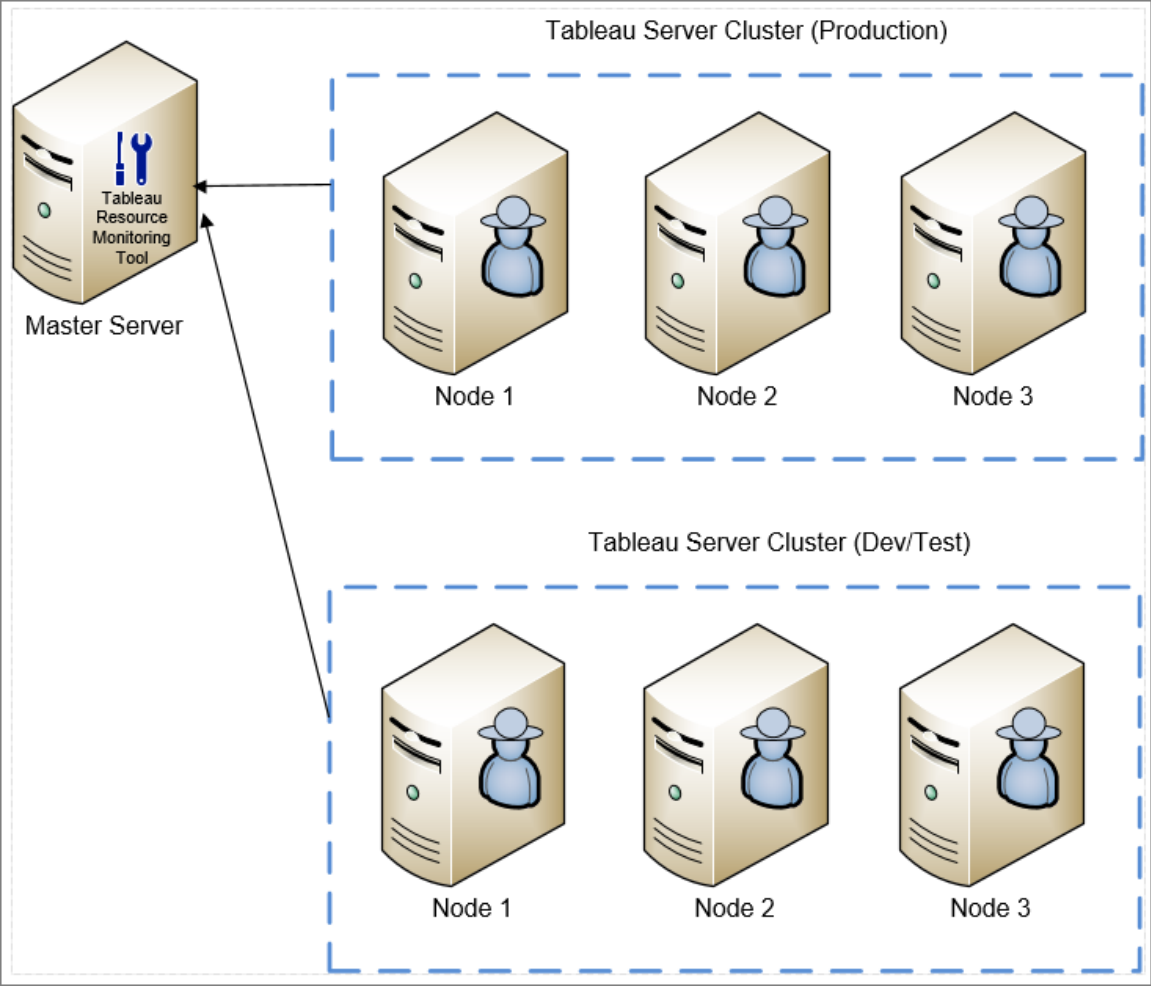 Tableau Server Cluster (Production)
Tableau
Resource
Monitoring
Tool
Master Server
Node 1
Node 2
Node 3
Tableau Server Cluster (Dev/Test)
Node 1
Node 2
Node 3